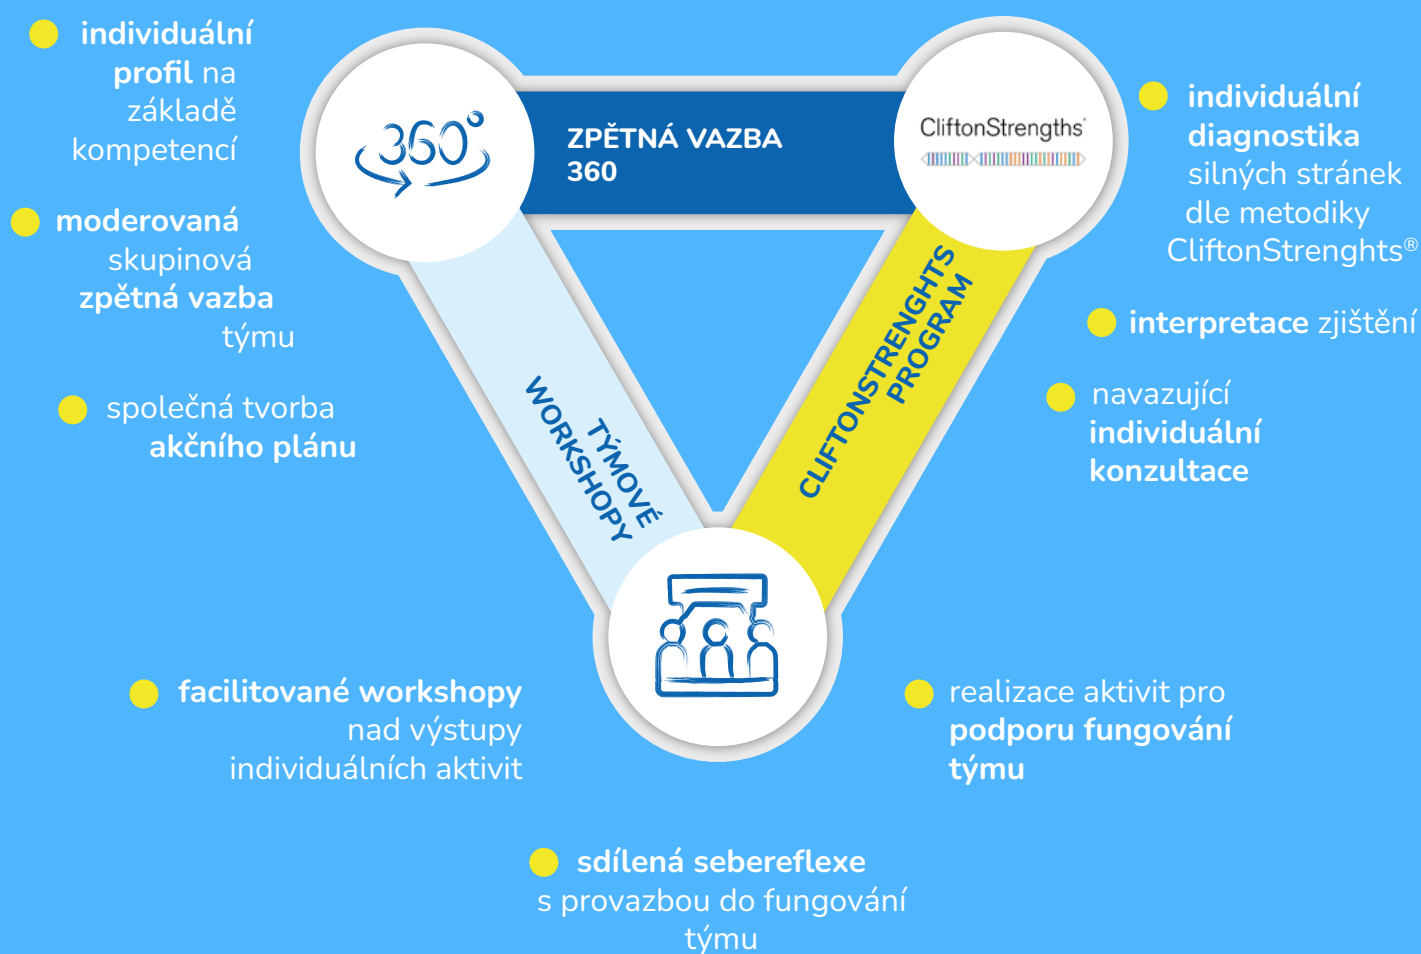 individuální
profil na
základě
kompetencí
moderovaná
skupinová
zpětná vazba
týmu
společná tvorba
akčního plánu
360°
ZPĚTNÁ VAZBA
360
CliftonStrengths®
individuální
diagnostika
silných stránek
dle metodiky
CliftonStrenghts®
interpretace zjištění
navazující
individuální
konzultace
TÝMOVÉ
WORKSHOPY
CLIFTONSTRENGHTS
PROGRAM
facilitované workshopy
nad výstupy
individuálních aktivit
realizace aktivit pro
podporu fungování
týmu
sdílená sebereflexe
s provazbou do fungování
týmu